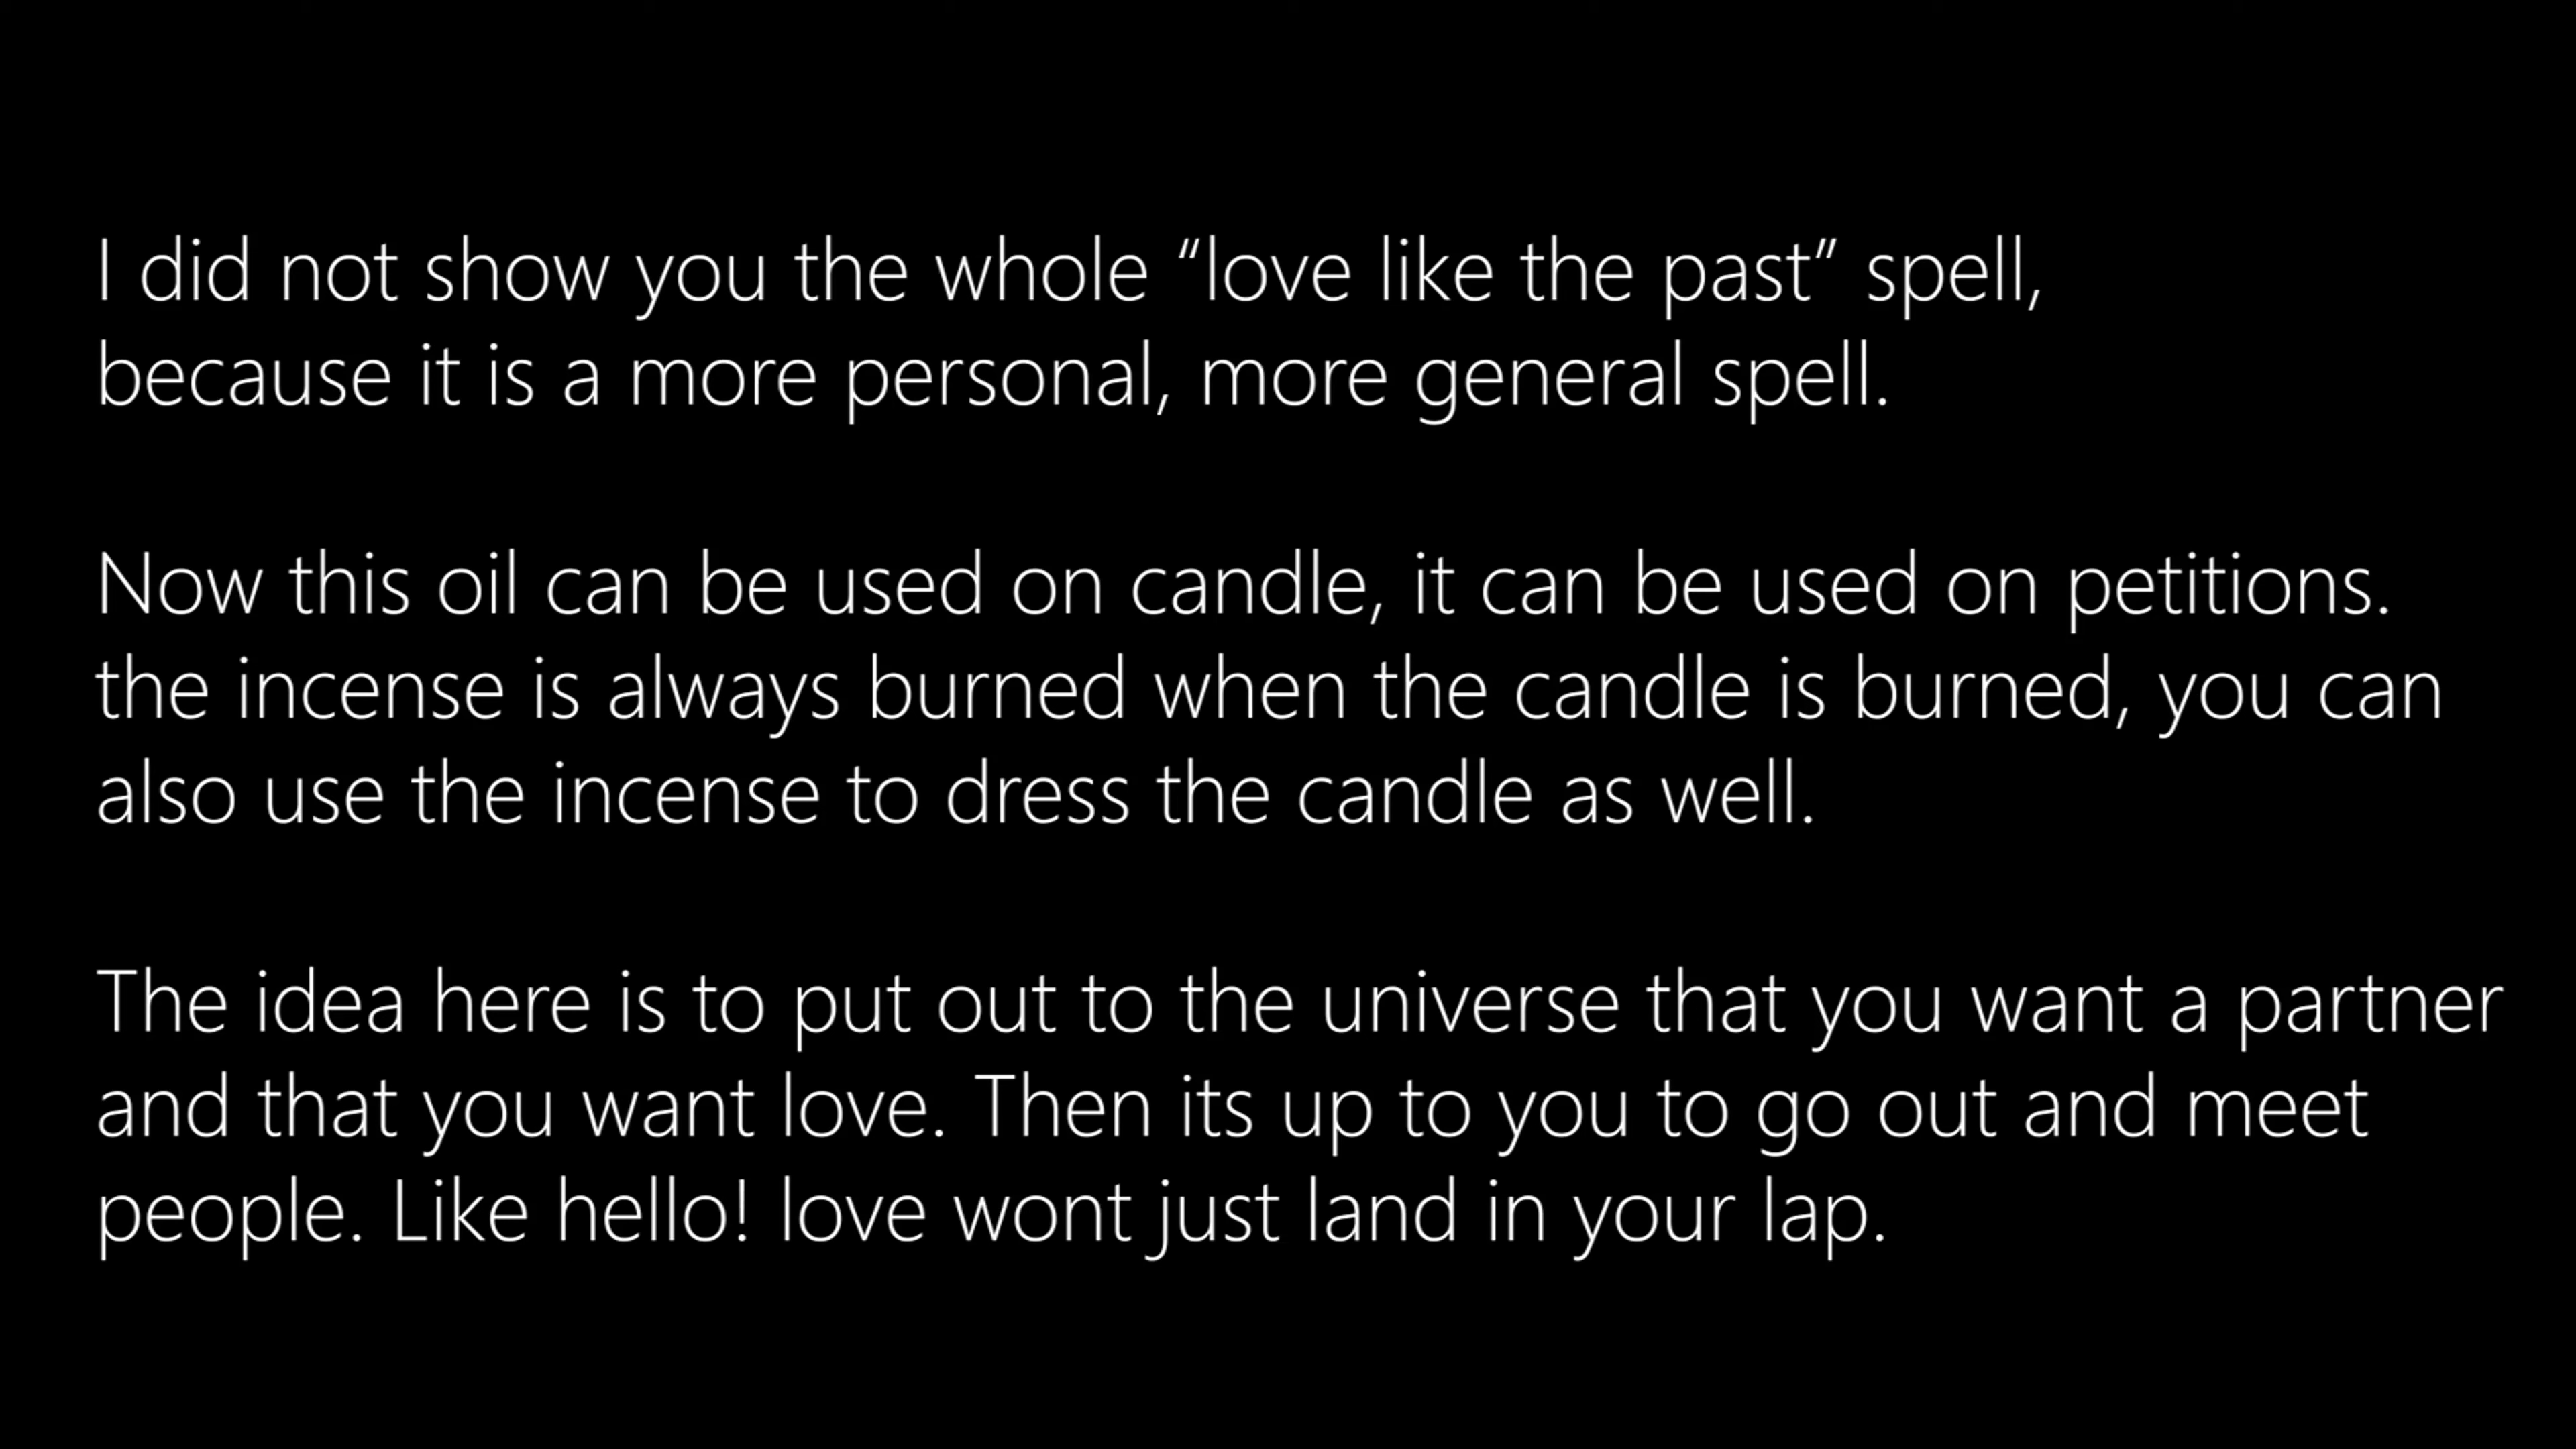 I did not show you the whole “love like the past” spell,
because it is a more personal, more general spell.
Now this oil can be used on candle, it can be used on petitions.
the incense is always burned when the candle is burned, you can
also use the incense to dress the candle as well.
The idea here is to put out to the universe that you want a partner
and that you want love. Then its up to you to go out and meet
people. Like hello! love wont just land in your lap.